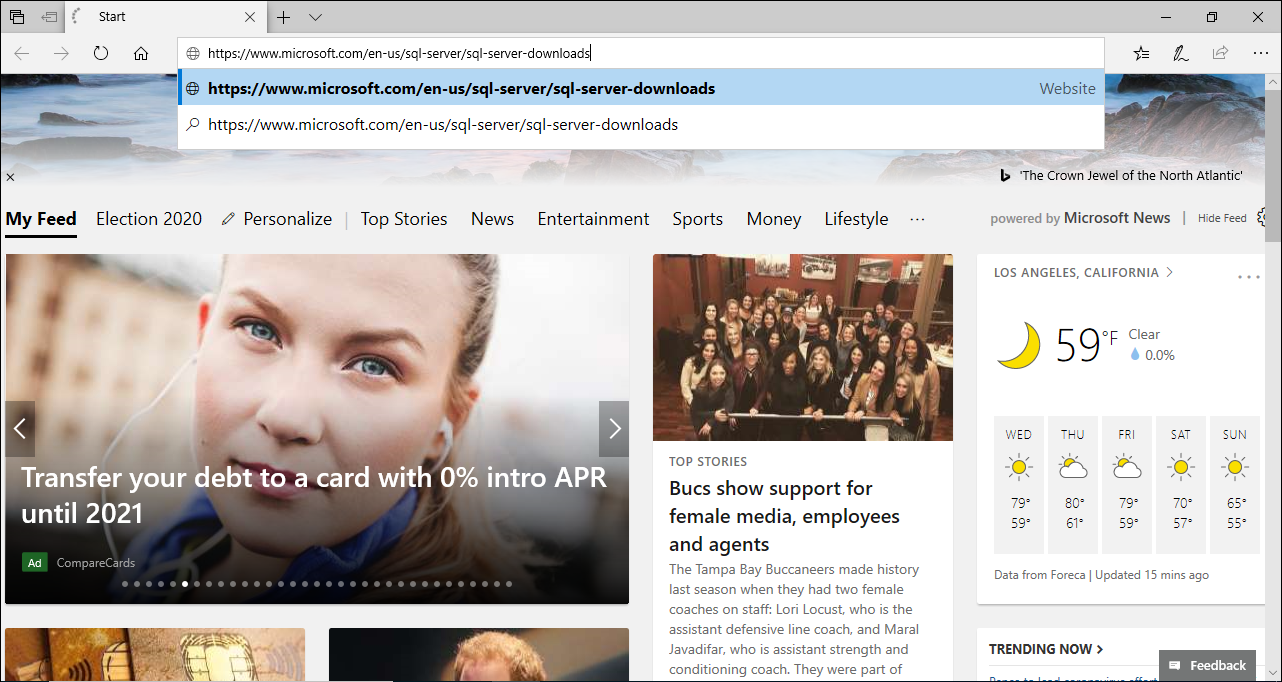 Start
https://www.microsoft.com/en-us/sql-server/sql-server-downloads
https://www.microsoft.com/en-us/sql-server/sql-server-downloads Website
https://www.microsoft.com/en-us/sql-server/sql-server-downloads
'The Crown Jewel of the North Atlantic'
My Feed Election 2020 Personalize | Top Stories News Entertainment Sports Money Lifestyle ... powered by Microsoft News | Hide Feed
Transfer your debt to a card with 0% intro APR
until 2021
Ad CompareCards
TOP STORIES
Bucs show support for
female media, employees
and agents
The Tampa Bay Buccaneers made history
last season when they had two female
coaches on staff: Lori Locust, who is the
assistant defensive line coach, and Maral
Javadifar, who is assistant strength and
conditioning coach. They were part of
LOS ANGELES, CALIFORNIA
59°F Clear
0.0%
WED THU FRI SAT SUN
79° 80° 79° 70° 65°
59° 61° 59° 57° 55°
Data from Foreca | Updated 15 mins ago
TRENDING NOW
Feedback